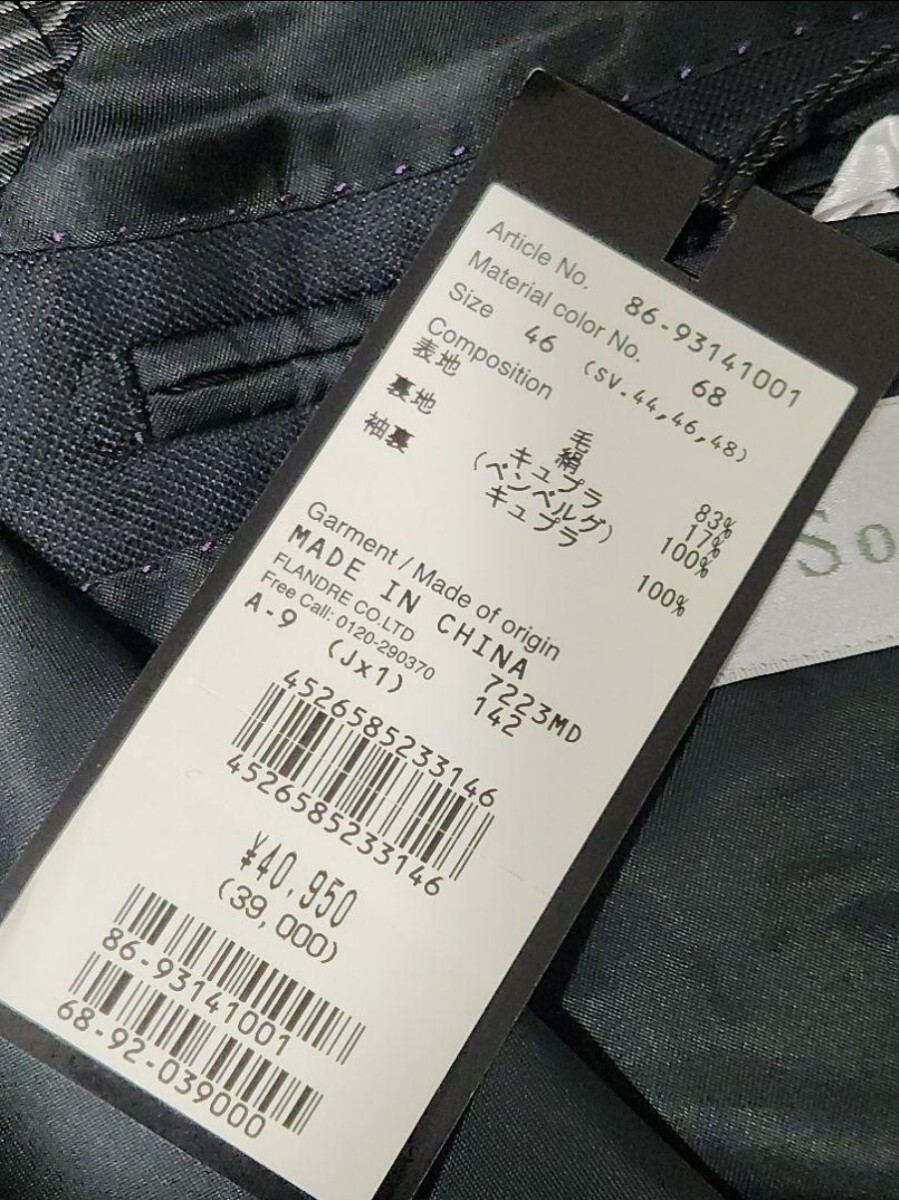 Article No. 86-93141001
Material color No. 68
Size 46 (SV.44,46,48)
Composition
表地 毛 83%
絹 17%
裏地 キュプラ 100%
(ベンベルグ)
袖裏 キュプラ 100%
Garment / Made of origin
MADE IN CHINA
FLANDRE CO.LTD
Free Call: 0120-290370
A-9 7223MD
(J×1) 142
4526585233146
4526585233146
¥40,950
(39,000)
86-93141001
68-92-039000
So